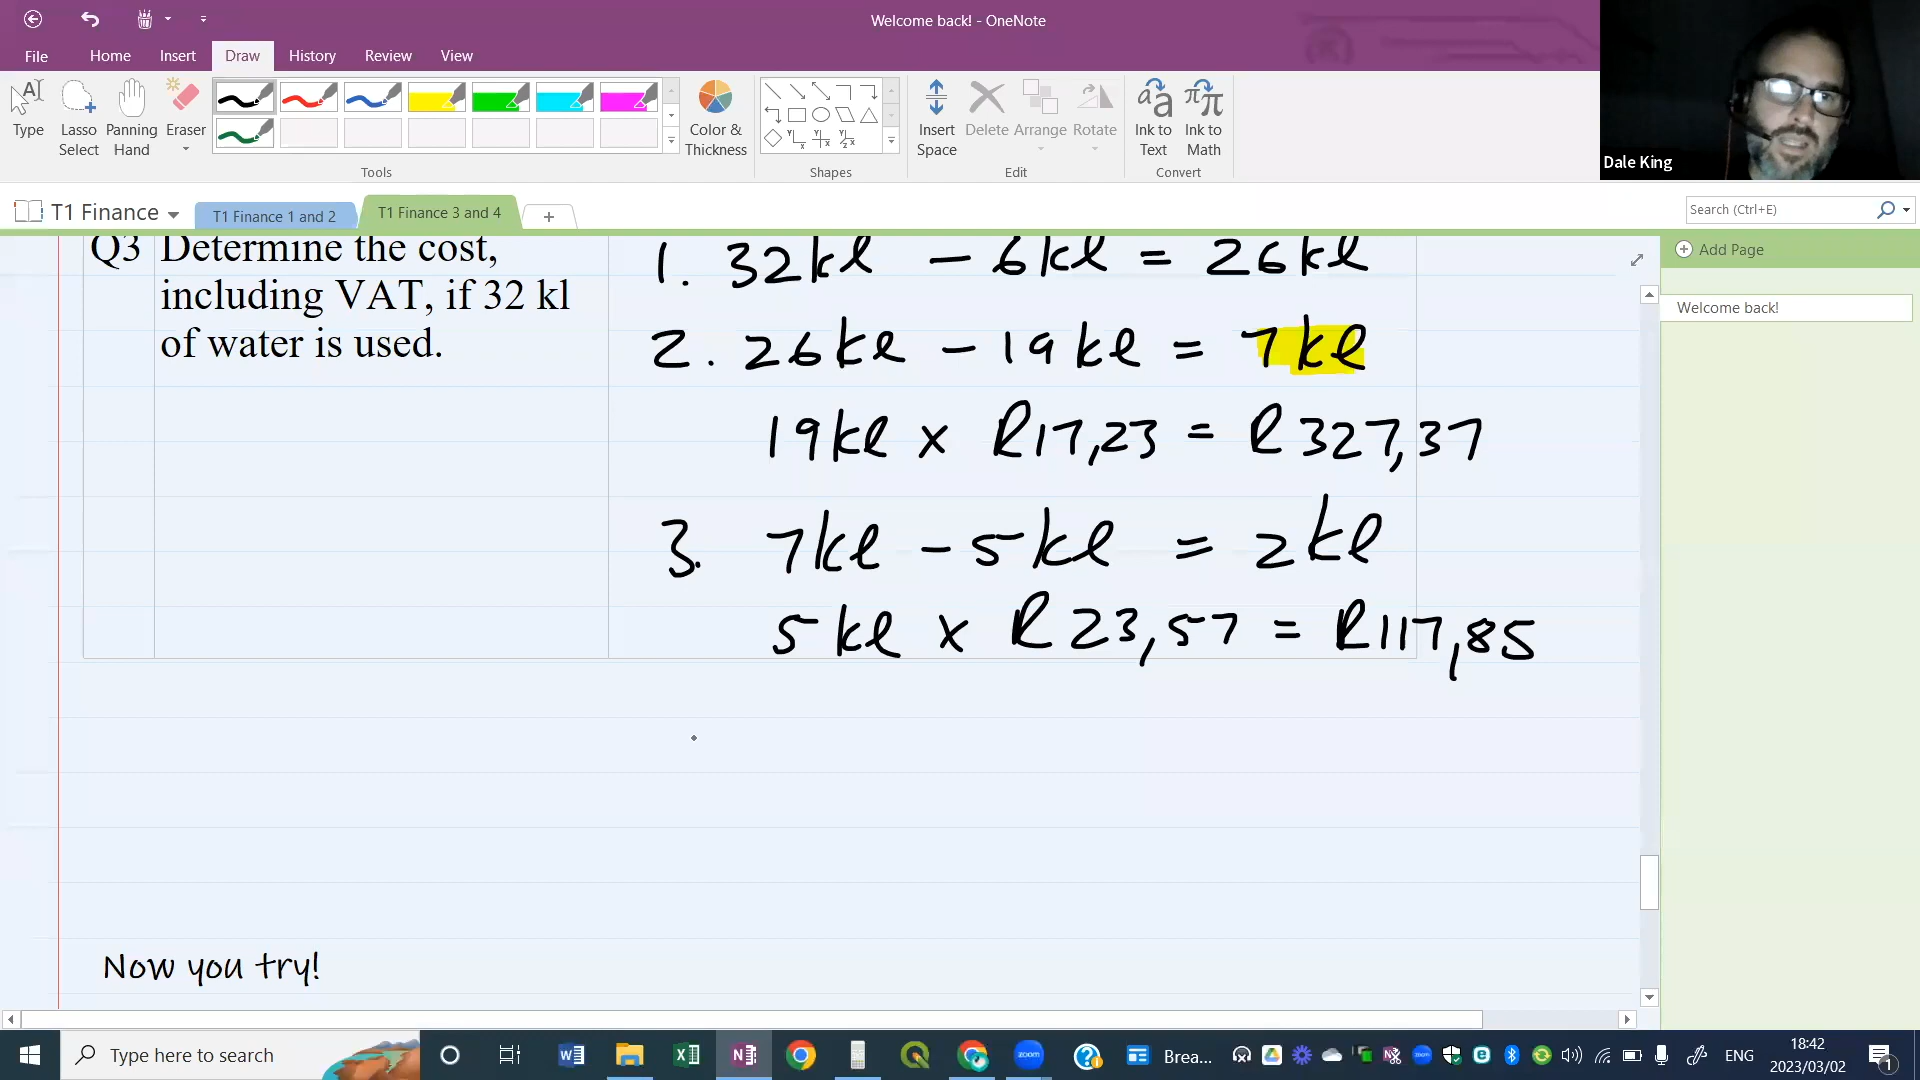 Welcome back! - OneNote
File Home Insert Draw History Review View
Type
Lasso Select
Panning Hand
Eraser
Color & Thickness
Insert Space
Delete
Arrange
Rotate
Ink to Text
Ink to Math
Tools
Shapes
Edit
Convert
Dale King
T1 Finance
T1 Finance 1 and 2
T1 Finance 3 and 4
Search (Ctrl+E)
Add Page
Welcome back!
Q3 Determine the cost,
including VAT, if 32 kl
of water is used.
1. 32kl - 6kl = 26kl
2. 26kl - 19kl = 7kl
19kl x R17,23 = R327,37
3. 7kl - 5kl = 2kl
5kl x R23,57 = R117,85
Now you try!
Type here to search
Brea...
ENG
18:42
2023/03/02
1